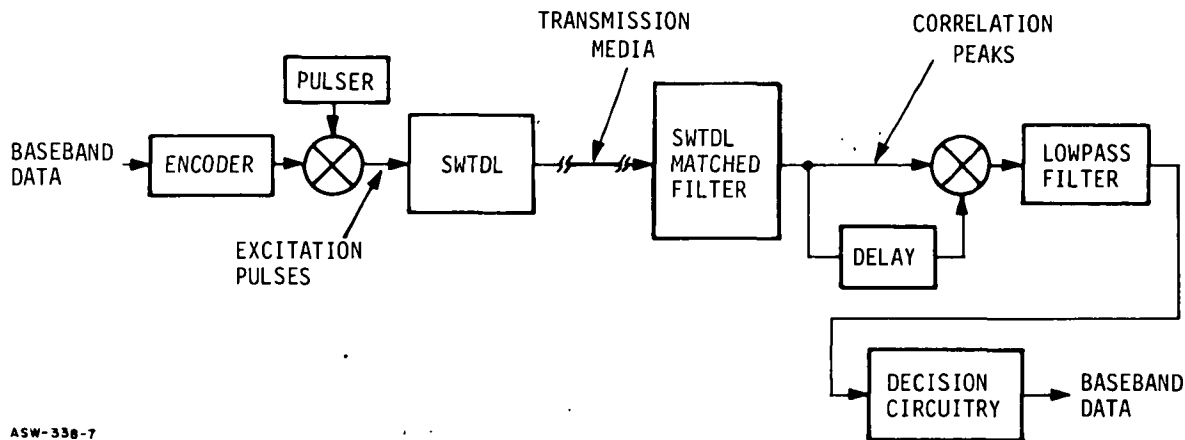 TRANSMISSION
MEDIA
CORRELATION
PEAKS
PULSER
BASEBAND
DATA
ENCODER
SWTDL
SWTDL
MATCHED
FILTER
LOWPASS
FILTER
EXCITATION
PULSES
DELAY
DECISION
CIRCUITRY
BASEBAND
DATA
ASW-338-7